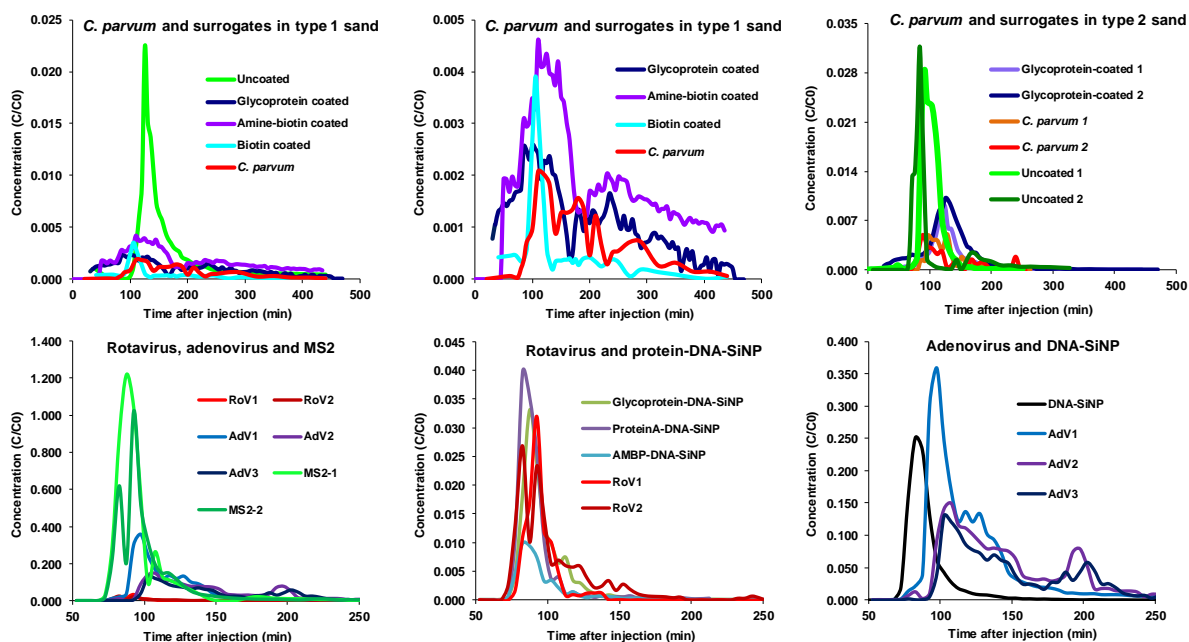 C. parvum and surrogates in type 1 sand
Concentration (C/C0)
0.025
0.020
0.015
0.010
0.005
0.000
Uncoated
Glycoprotein coated
Amine-biotin coated
Biotin coated
C. parvum
0 100 200 300 400 500
Time after injection (min)
C. parvum and surrogates in type 1 sand
Concentration (C/C0)
0.005
0.004
0.003
0.002
0.001
0.000
Glycoprotein coated
Amine-biotin coated
Biotin coated
C. parvum
0 100 200 300 400 500
Time after injection (min)
C. parvum and surrogates in type 2 sand
Concentration (C/C0)
0.035
0.028
0.021
0.014
0.007
0.000
Glycoprotein-coated 1
Glycoprotein-coated 2
C. parvum 1
C. parvum 2
Uncoated 1
Uncoated 2
0 100 200 300 400 500
Time after injection (min)
Rotavirus, adenovirus and MS2
Concentration (C/C0)
1.400
1.200
1.000
0.800
0.600
0.400
0.200
0.000
RoV1 RoV2
AdV1 AdV2
AdV3 MS2-1
MS2-2
50 100 150 200 250
Time after injection (min)
Rotavirus and protein-DNA-SiNP
Concentration (C/C0)
0.045
0.040
0.035
0.030
0.025
0.020
0.015
0.010
0.005
0.000
Glycoprotein-DNA-SiNP
ProteinA-DNA-SiNP
AMBP-DNA-SiNP
RoV1
RoV2
50 100 150 200 250
Time after injection (min)
Adenovirus and DNA-SiNP
Concentration (C/C0)
0.400
0.350
0.300
0.250
0.200
0.150
0.100
0.050
0.000
DNA-SiNP
AdV1
AdV2
AdV3
50 100 150 200 250
Time after injection (min)